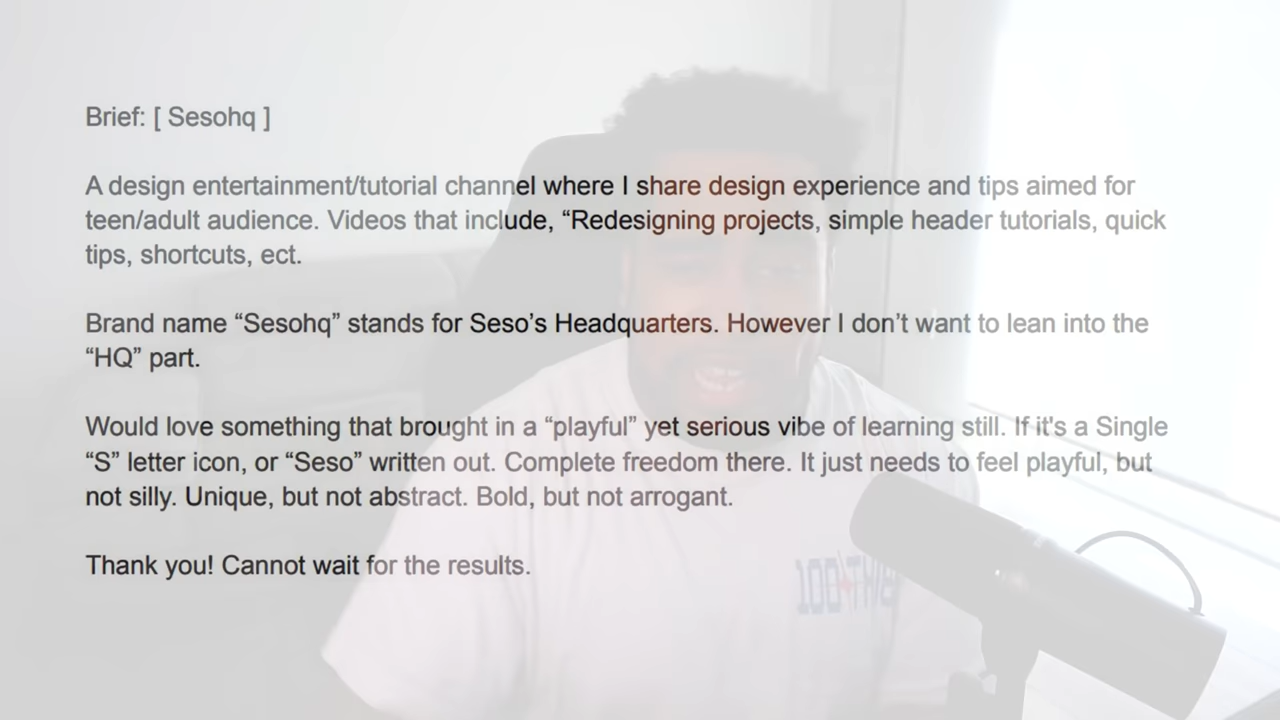 Brief: [ Sesohq ]
A design entertainment/tutorial channel where I share design experience and tips aimed for
teen/adult audience. Videos that include, “Redesigning projects, simple header tutorials, quick
tips, shortcuts, ect.
Brand name “Sesohq” stands for Seso’s Headquarters. However I don’t want to lean into the
“HQ” part.
Would love something that brought in a “playful” yet serious vibe of learning still. If it's a Single
“S” letter icon, or “Seso” written out. Complete freedom there. It just needs to feel playful, but
not silly. Unique, but not abstract. Bold, but not arrogant.
Thank you! Cannot wait for the results.
100